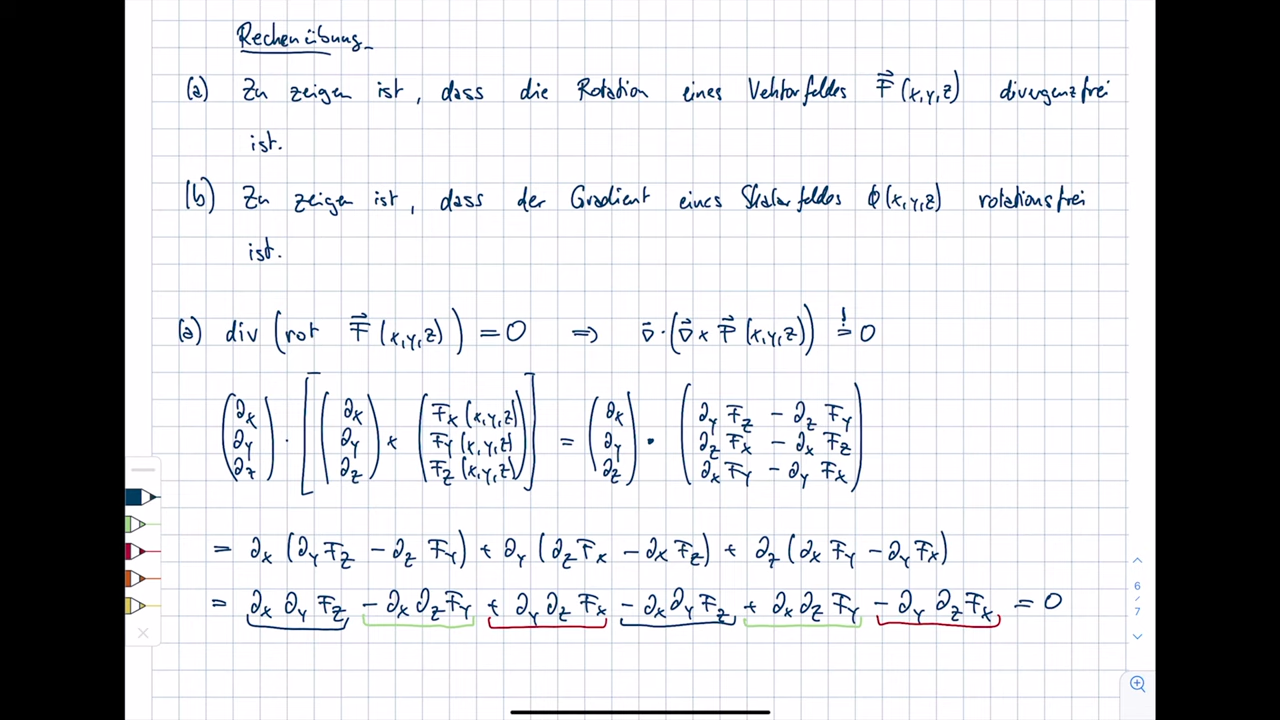 Rechenübung
(a) Zu zeigen ist, dass die Rotation eines Vektorfeldes F⃗(x,y,z) divergenzfrei
ist.
(b) Zu zeigen ist, dass der Gradient eines Skalarfeldes ϕ(x,y,z) rotationsfrei
ist.
(a) div (rot F⃗(x,y,z)) = 0 ⇒ ∇⃗·(∇⃗ × F⃗(x,y,z)) =! 0
(∂x ∂y ∂z) · [(∂x ∂y ∂z) × (Fx(x,y,z) Fy(x,y,z) Fz(x,y,z))] = (∂x ∂y ∂z) · (∂y Fz − ∂z Fy ∂z Fx − ∂x Fz ∂x Fy − ∂y Fx)
= ∂x (∂y Fz − ∂z Fy) + ∂y (∂z Fx − ∂x Fz) + ∂z (∂x Fy − ∂y Fx)
= ∂x ∂y Fz − ∂x ∂z Fy + ∂y ∂z Fx − ∂x ∂y Fz + ∂x ∂z Fy − ∂y ∂z Fx = 0
6
/
7